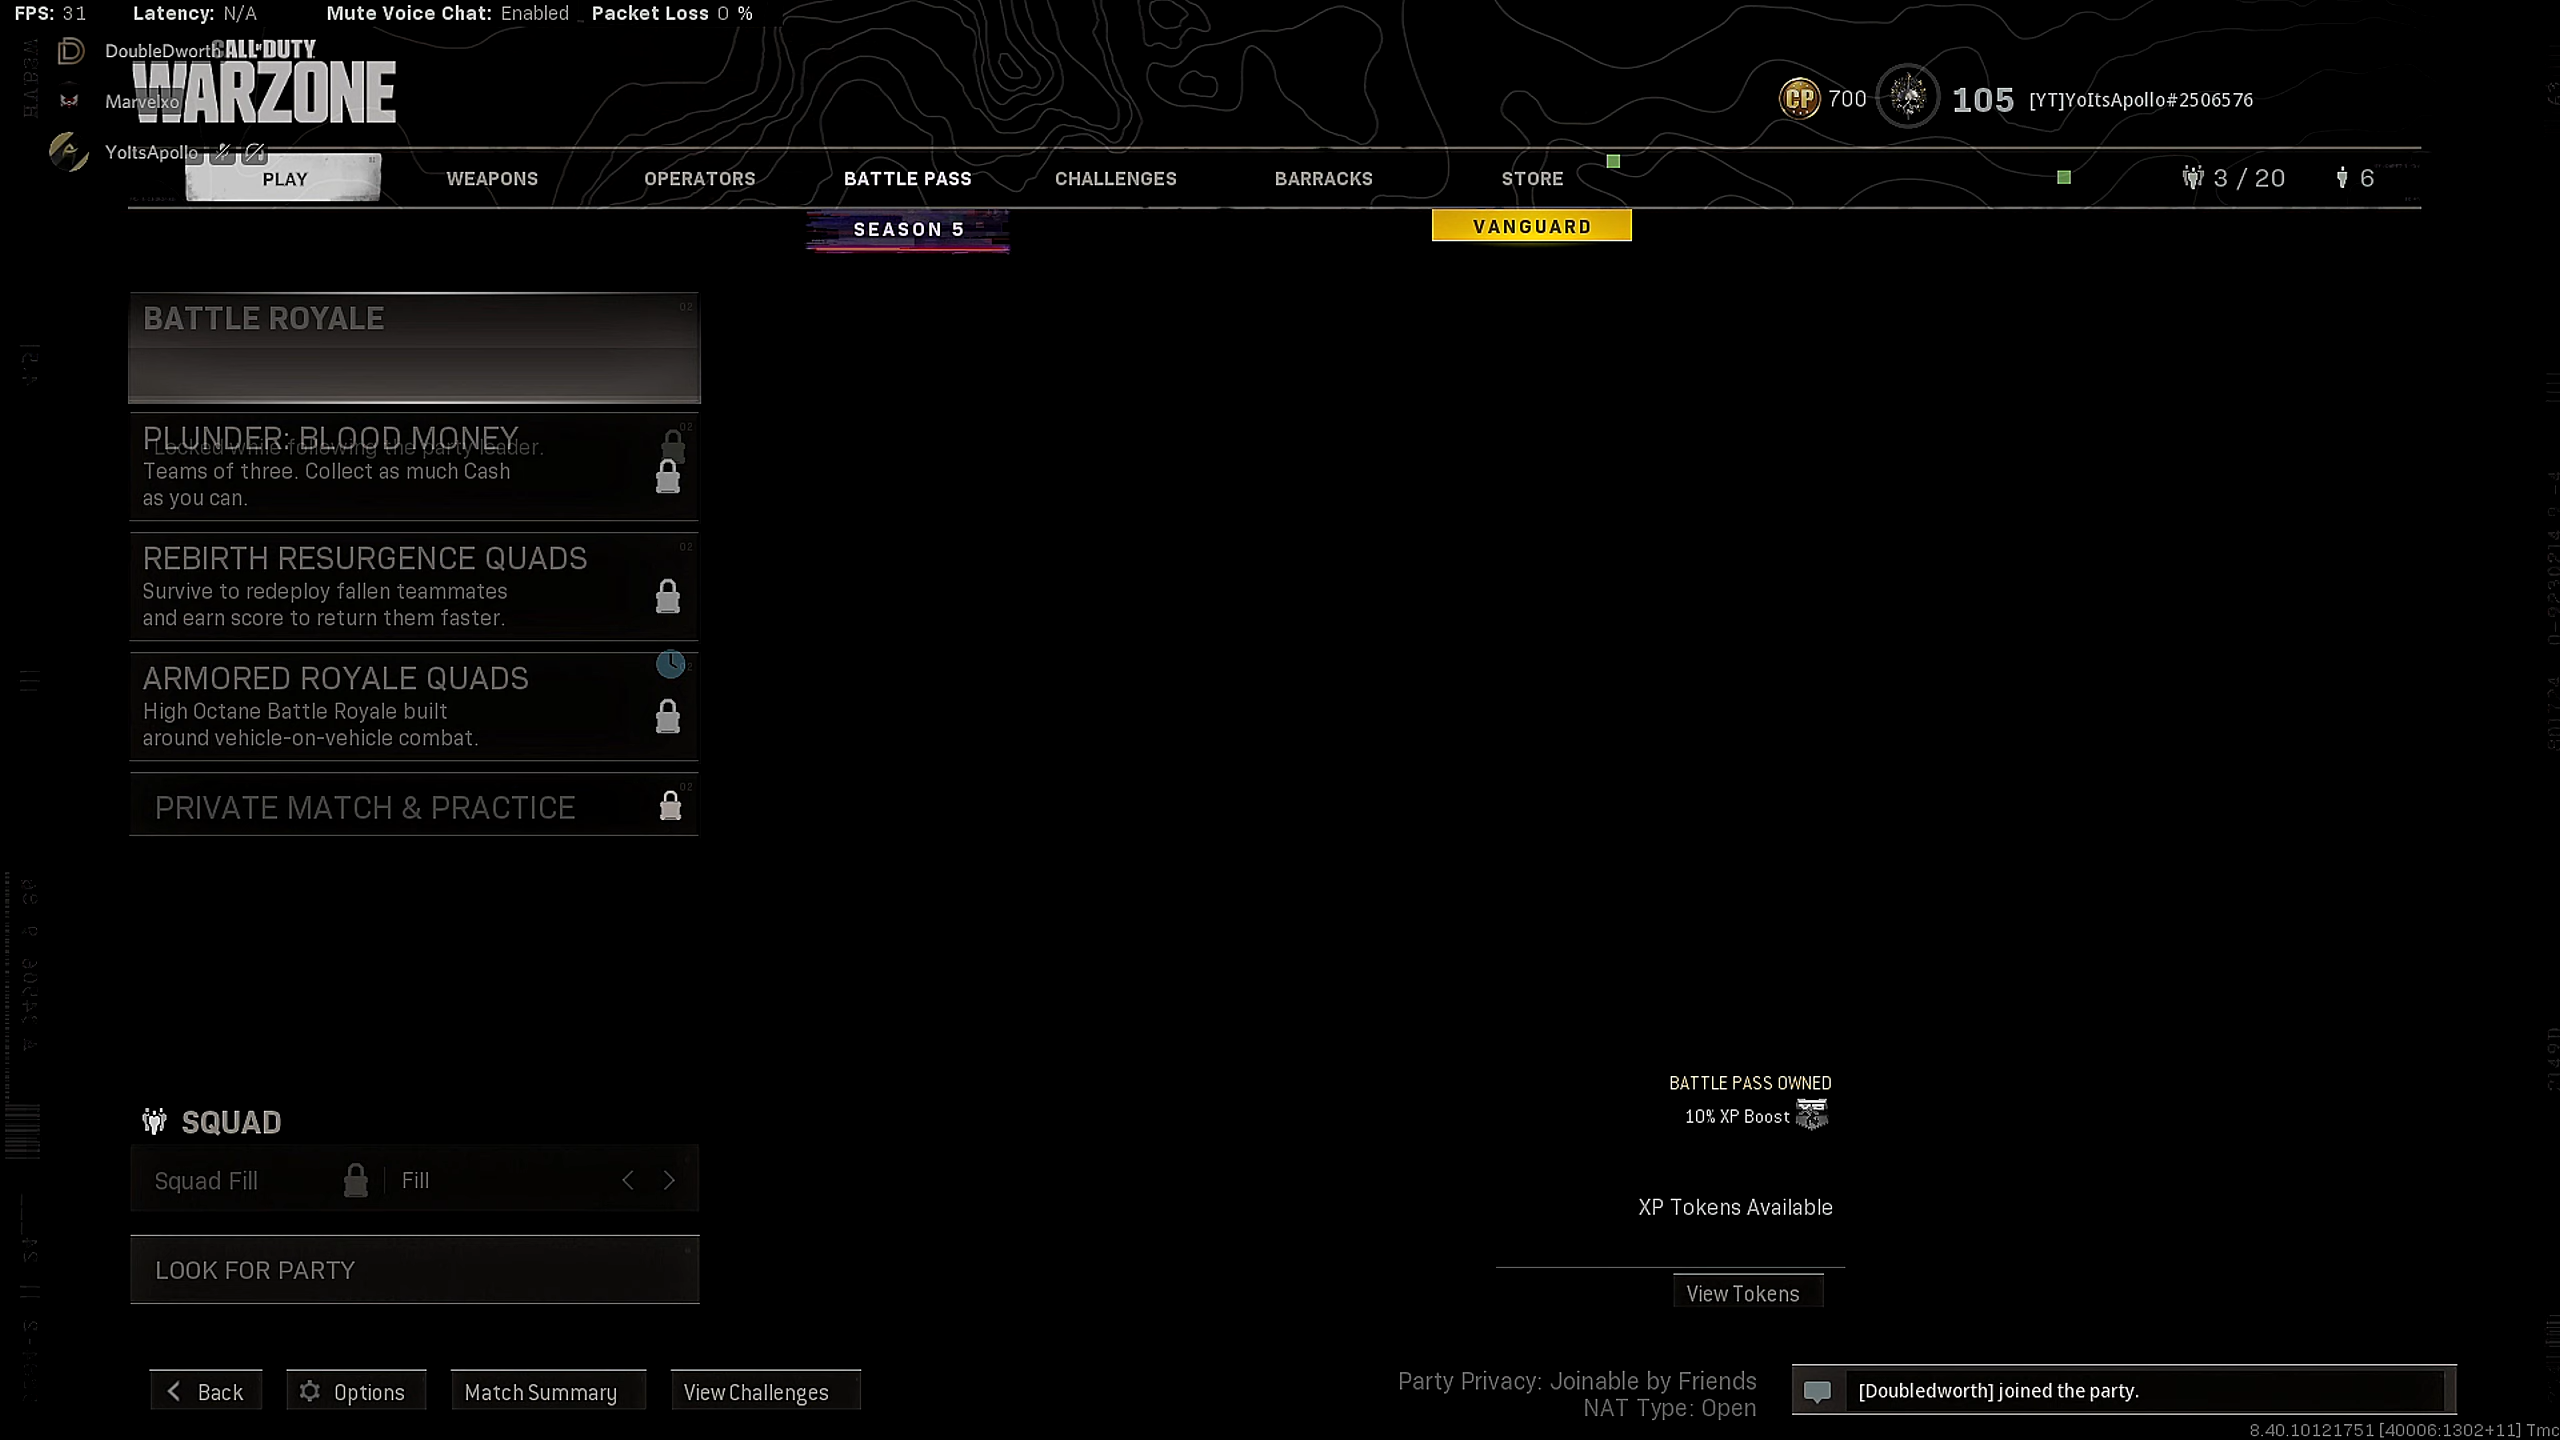 FPS: 31 Latency: N/A Mute Voice Chat: Enabled Packet Loss 0 %
DoubleDworth
CALL OF DUTY
Marvelxo
WARZONE
CP 700 105 [YT]YoItsApollo#2506576
YoItsApollo
PLAY WEAPONS OPERATORS BATTLE PASS CHALLENGES BARRACKS STORE 3 / 20 6
SEASON 5 VANGUARD
BATTLE ROYALE
PLUNDER: BLOOD MONEY
Locked while following the party leader.
Teams of three. Collect as much Cash
as you can.
REBIRTH RESURGENCE QUADS
Survive to redeploy fallen teammates
and earn score to return them faster.
ARMORED ROYALE QUADS
High Octane Battle Royale built
around vehicle-on-vehicle combat.
PRIVATE MATCH & PRACTICE
BATTLE PASS OWNED
10% XP Boost
SQUAD
Squad Fill Fill
XP Tokens Available
LOOK FOR PARTY
View Tokens
Back Options Match Summary View Challenges
Party Privacy: Joinable by Friends
NAT Type: Open
[Doubledworth] joined the party.
8.40.10121751 [40006:1302+11] Tmc